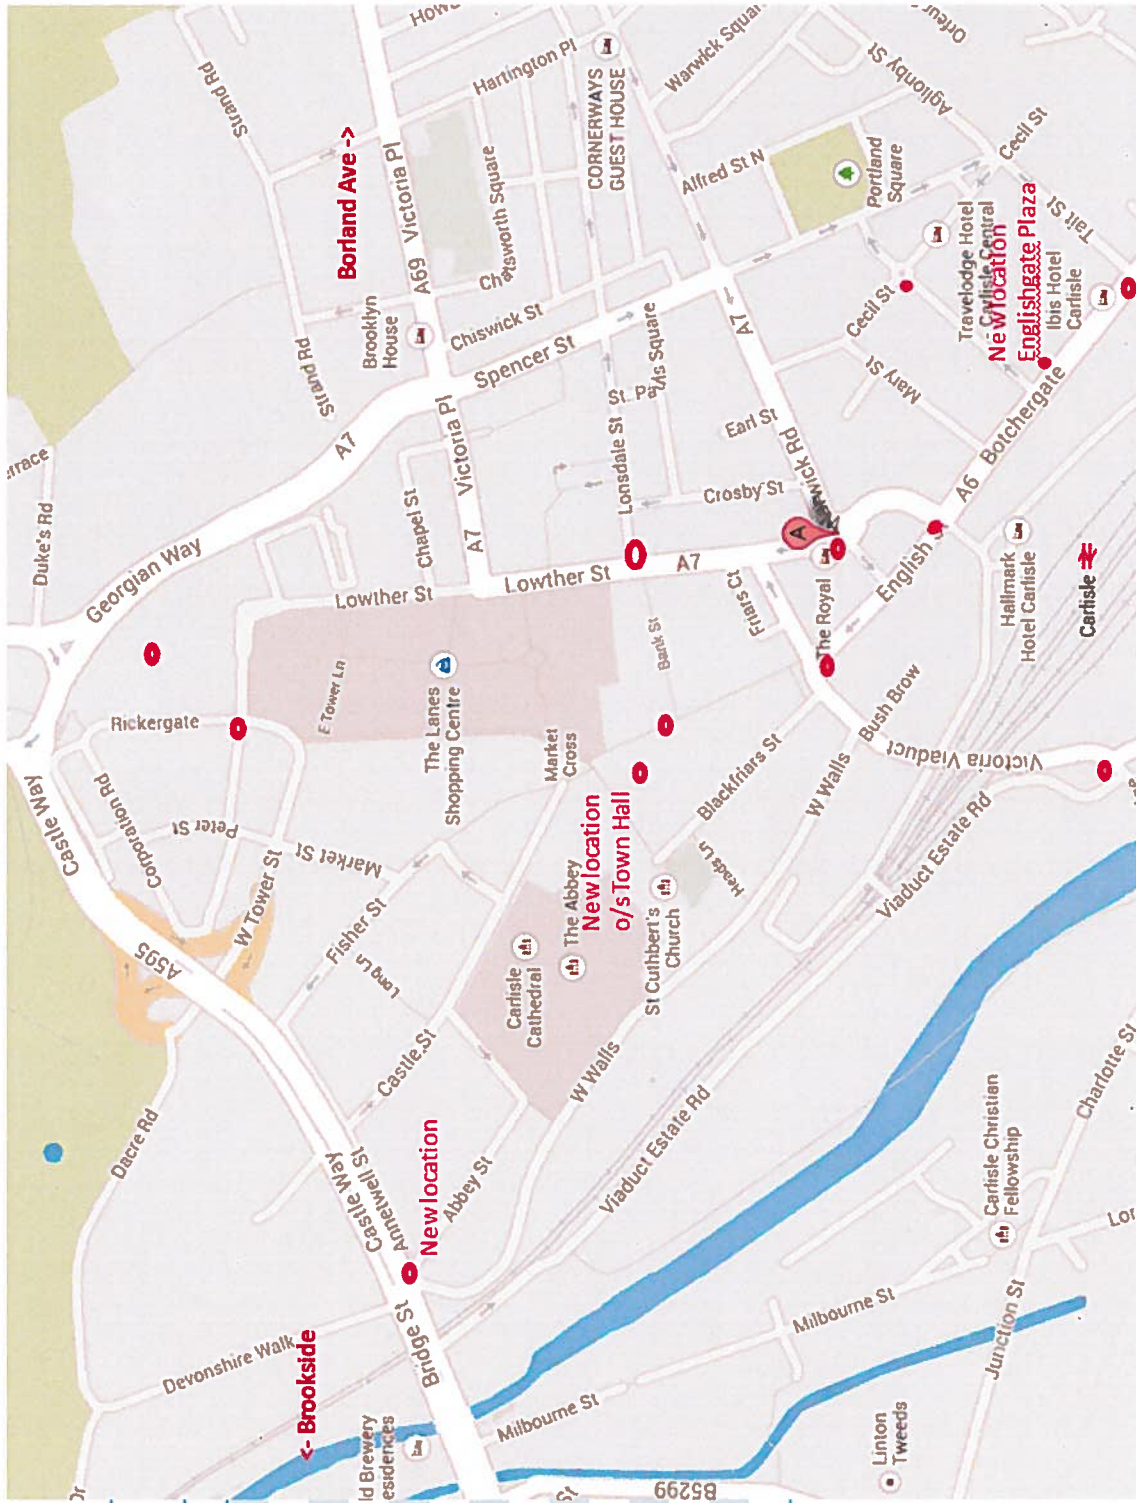 Strand Rd
Hartington Pl
Warwick Squar
Aglionby St
Borland Ave ->
A69 Victoria Pl
CORNERWAYS
GUEST HOUSE
Alfred St N
Portland
Square
Cecil St
Tait St
Chatsworth Square
Brooklyn
House
Strand Rd
Chiswick St
Spencer St
A7
Cecil St
Travelodge Hotel
Carlisle Central
New location
Englishgate Plaza
Ibis Hotel
Carlisle
Duke's Rd
A7
Georgian Way
Chapel St
Victoria Pl
A7
Lonsdale St
Earl St
Crosby St
Warwick Rd
Mary St
Botchergate
A6
Lowther St
Lowther St
A7
A
Friars Ct
The Royal
English
Hallmark
Hotel Carlisle
Carlisle
Rickergate
E Tower Ln
The Lanes
Shopping Centre
Bank St
Market
Cross
Bush Brow
Victoria Viaduct
Castle Way
Corporation Rd
Peter St
Market St
W Tower St
New location
o/s Town Hall
Blackfriars St
W Walls
Heads Ln
Viaduct Estate Rd
A595
Fisher St
Long Ln
The Abbey
Carlisle
Cathedral
St Cuthbert's
Church
Castle St
W Walls
Dacre Rd
Castle Way
Annetwell St
New location
Abbey St
Viaduct Estate Rd
Carlisle Christian
Fellowship
Charlotte St
Devonshire Walk
Bridge St
<- Brookside
Milbourne St
Milbourne St
Junction St
Linton
Tweeds
B5299